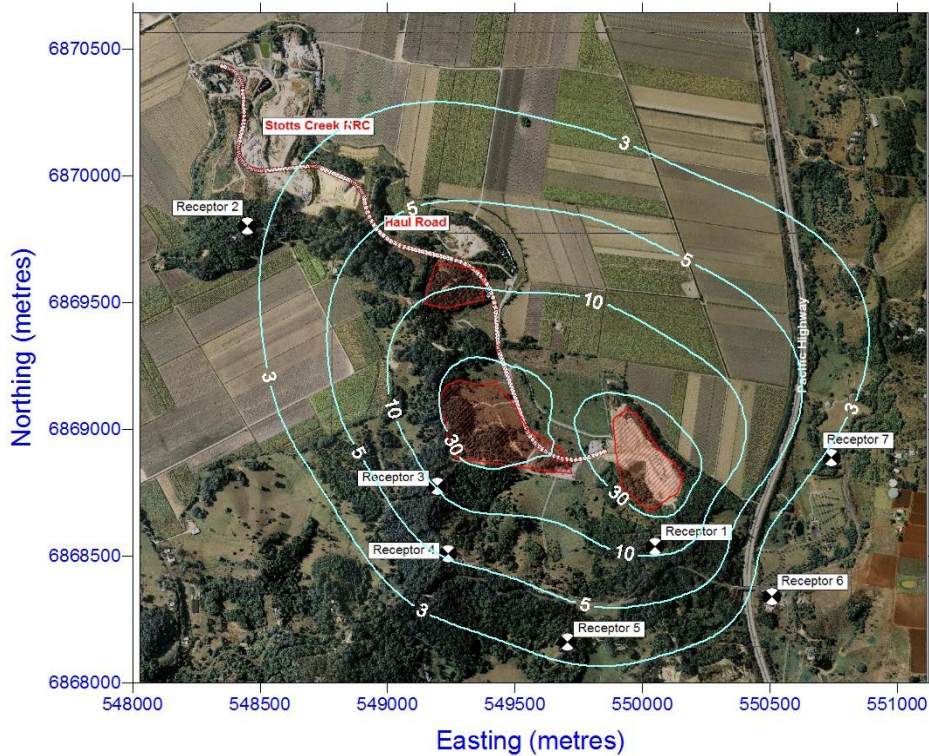 6870500
Stotts Creek RRC
3
6870000
Receptor 2
5
Haul Road
5
6869500
10
Pacific Highway
3
10
3
6869000
30
Receptor 7
5
Receptor 3
30
Receptor 1
6868500
Receptor 4
10
Receptor 6
5
3
Receptor 5
6868000
548000
548500
549000
549500
550000
550500
551000
Northing (metres)
Easting (metres)